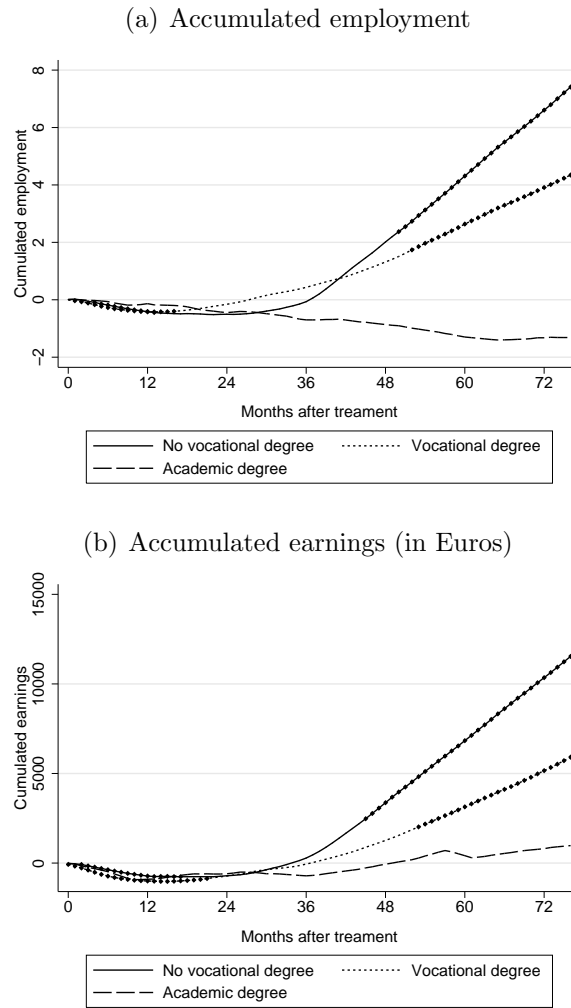 (a) Accumulated employment
8
6
4
2
0
-2
Cumulated employment
0 12 24 36 48 60 72
Months after treament
No vocational degree Vocational degree
Academic degree
(b) Accumulated earnings (in Euros)
15000
10000
5000
0
Cumulated earnings
0 12 24 36 48 60 72
Months after treament
No vocational degree Vocational degree
Academic degree